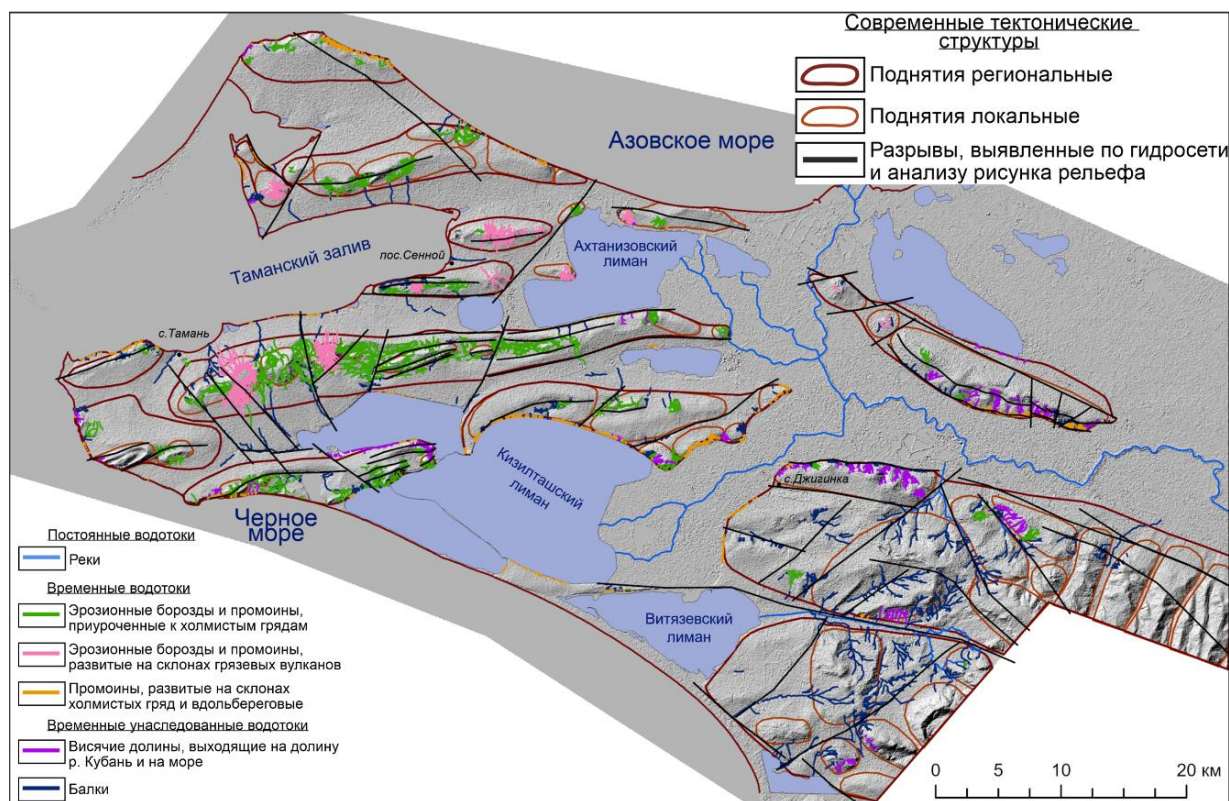 Современные тектонические
структуры
Поднятия региональные
Поднятия локальные
Разрывы, выявленные по гидросети
и анализу рисунка рельефа
Азовское море
Таманский залив
пос.Сенной
Ахтанизовский
лиман
с.Тамань
Кизилташский
лиман
с.Джигинка
Черное
море
Витязевский
лиман
Постоянные водотоки
Реки
Временные водотоки
Эрозионные борозды и промоины,
приуроченные к холмистым грядам
Эрозионные борозды и промоины,
развитые на склонах грязевых вулканов
Промоины, развитые на склонах
холмистых гряд и вдольбереговые
Временные унаследованные водотоки
Висячие долины, выходящие на долину
р. Кубань и на море
Балки
0 5 10 20 км